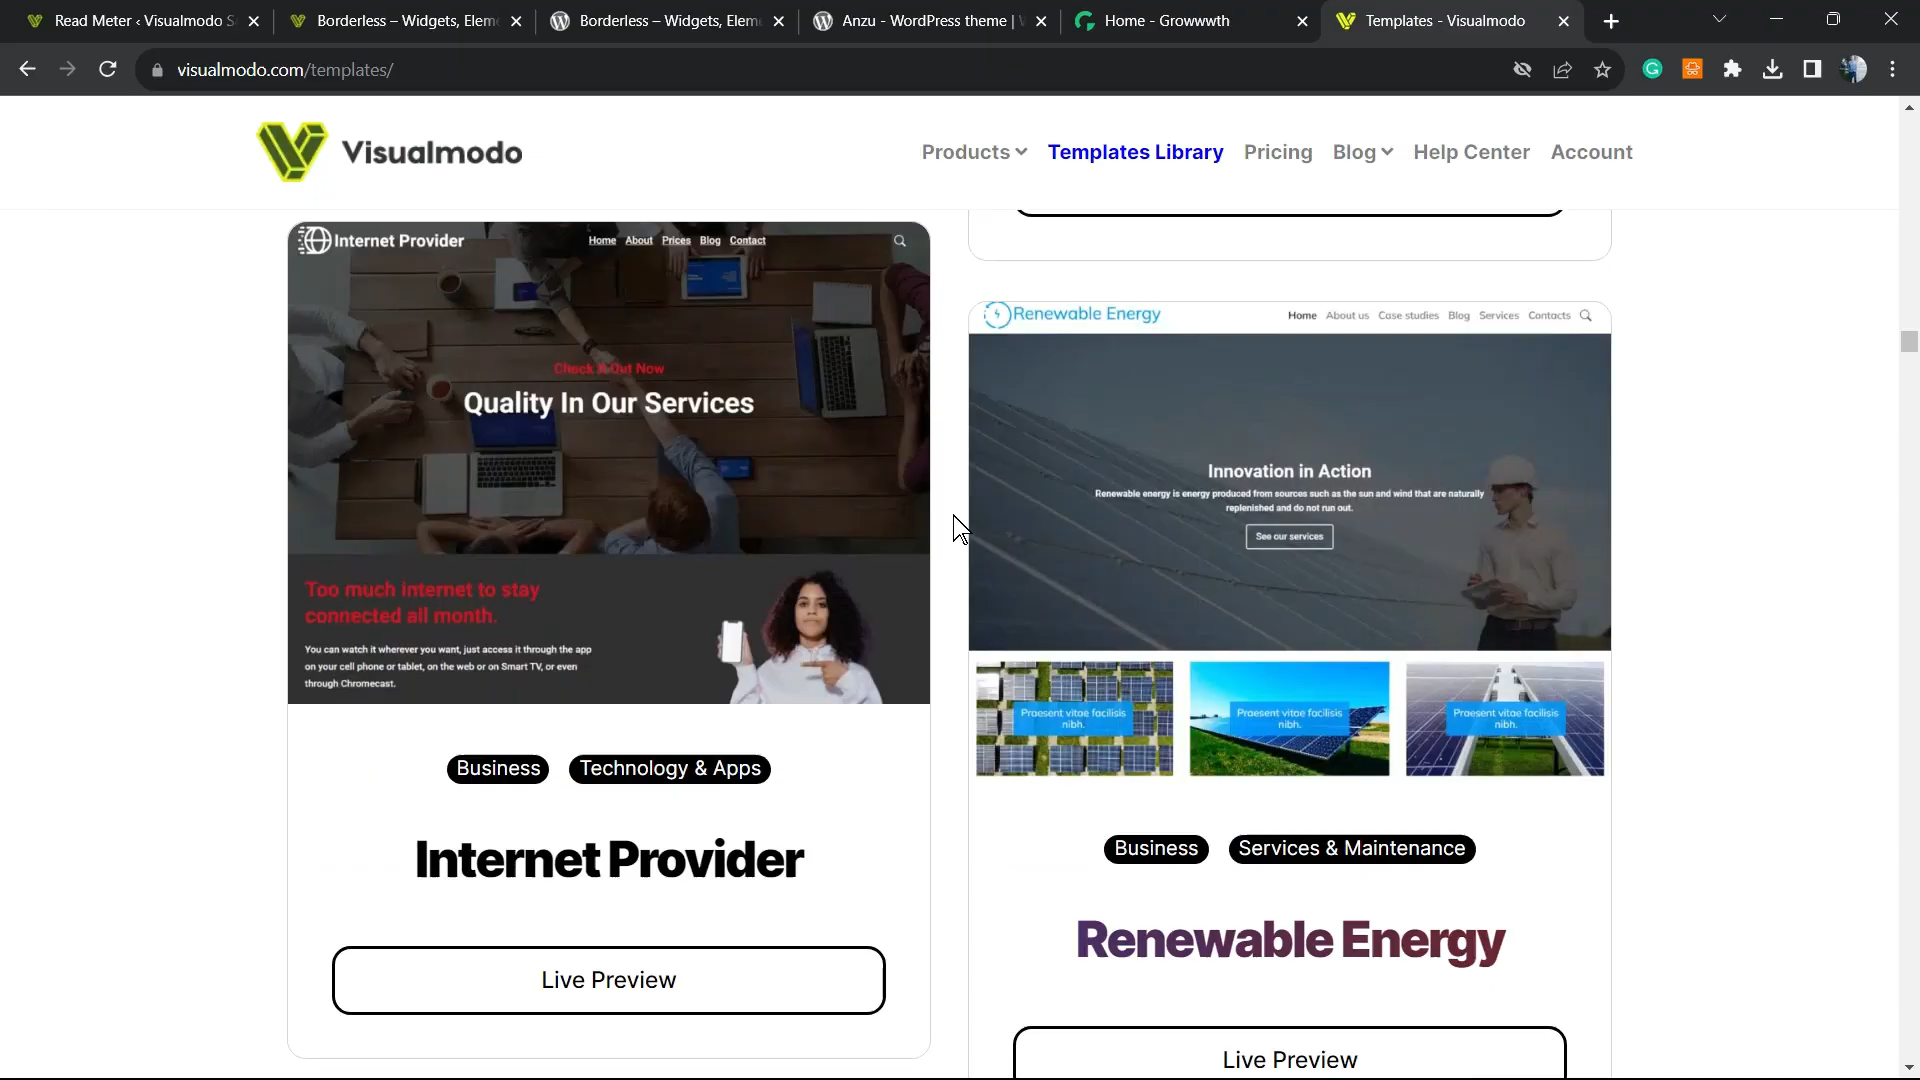 Read Meter ‹ Visualmodo S
Borderless – Widgets, Eleme
Borderless – Widgets, Eleme
Anzu - WordPress theme |
Home - Growwwth
Templates - Visualmodo
visualmodo.com/templates/
Visualmodo
Products
Templates Library
Pricing
Blog
Help Center
Account
Internet Provider
Home About Prices Blog Contact
Check It Out Now
Quality In Our Services
Too much internet to stay
connected all month.
You can watch it wherever you want, just access it through the app
on your cell phone or tablet, on the web or on Smart TV, or even
through Chromecast.
Business
Technology & Apps
Internet Provider
Live Preview
Renewable Energy
Home About us Case studies Blog Services Contacts
Innovation in Action
Renewable energy is energy produced from sources such as the sun and wind that are naturally
replenished and do not run out.
See our services
Praesent vitae facilisis
nibh.
Praesent vitae facilisis
nibh.
Praesent vitae facilisis
nibh.
Business
Services & Maintenance
Renewable Energy
Live Preview